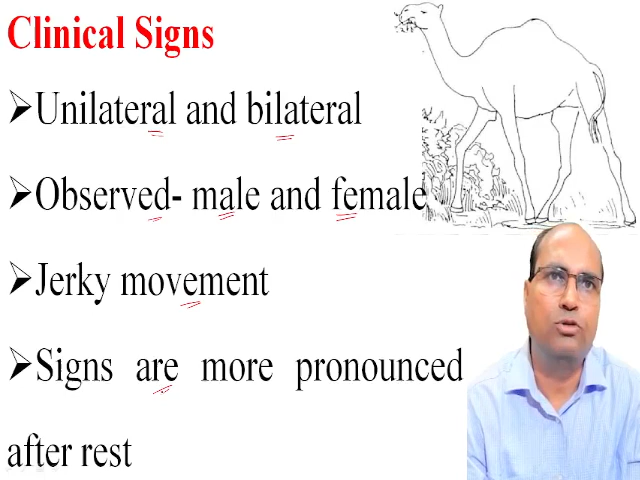 Clinical Signs
➢Unilateral and bilateral
➢Observed- male and female
➢Jerky movement
➢Signs are more pronounced
after rest